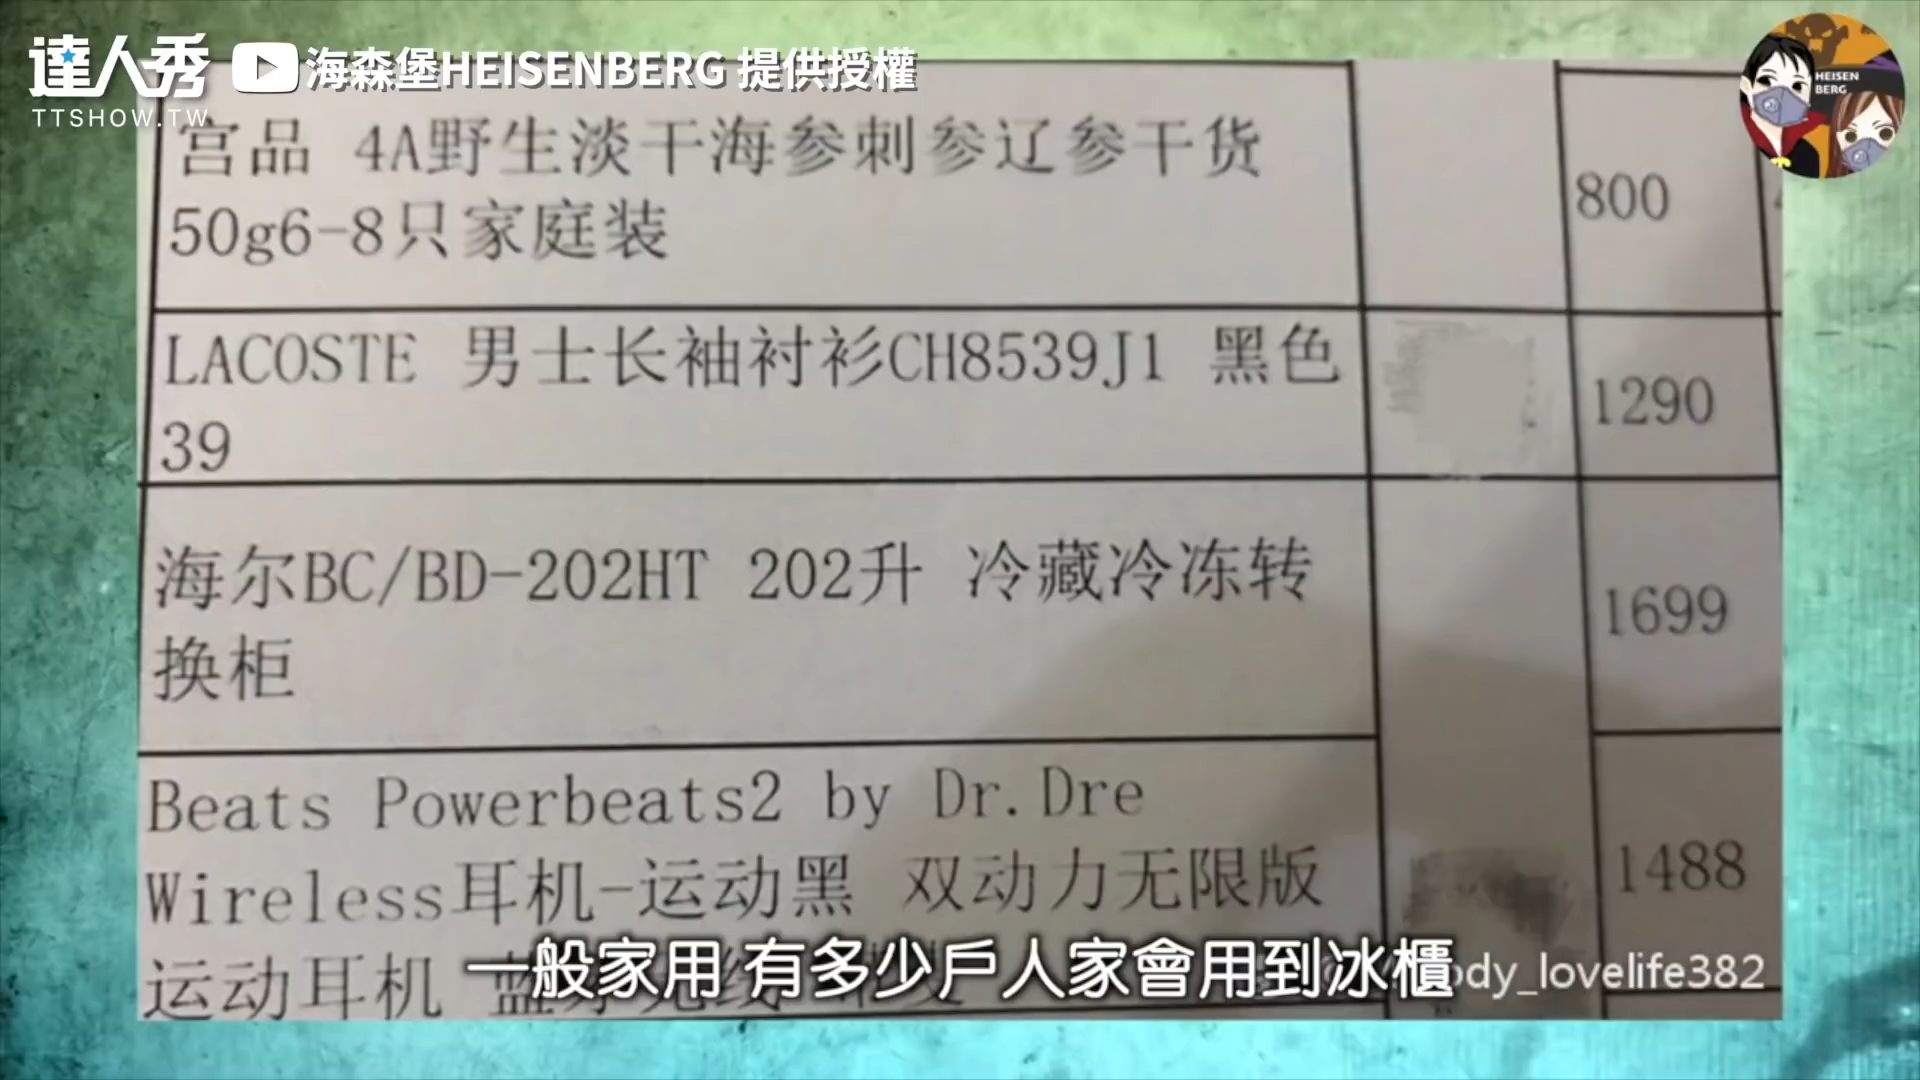 達人秀
TTSHOW.TW
海森堡HEISENBERG 提供授權
HEISEN
BERG
宫品 4A野生淡干海参刺参辽参干货
50g6-8只家庭装
800
LACOSTE 男士长袖衬衫CH8539J1 黑色
39
1290
海尔BC/BD-202HT 202升 冷藏冷冻转
换柜
1699
Beats Powerbeats2 by Dr.Dre
Wireless耳机-运动黑 双动力无限版
运动耳机
1488
一般家用 有多少戶人家會用到冰櫃
ody_lovelife382